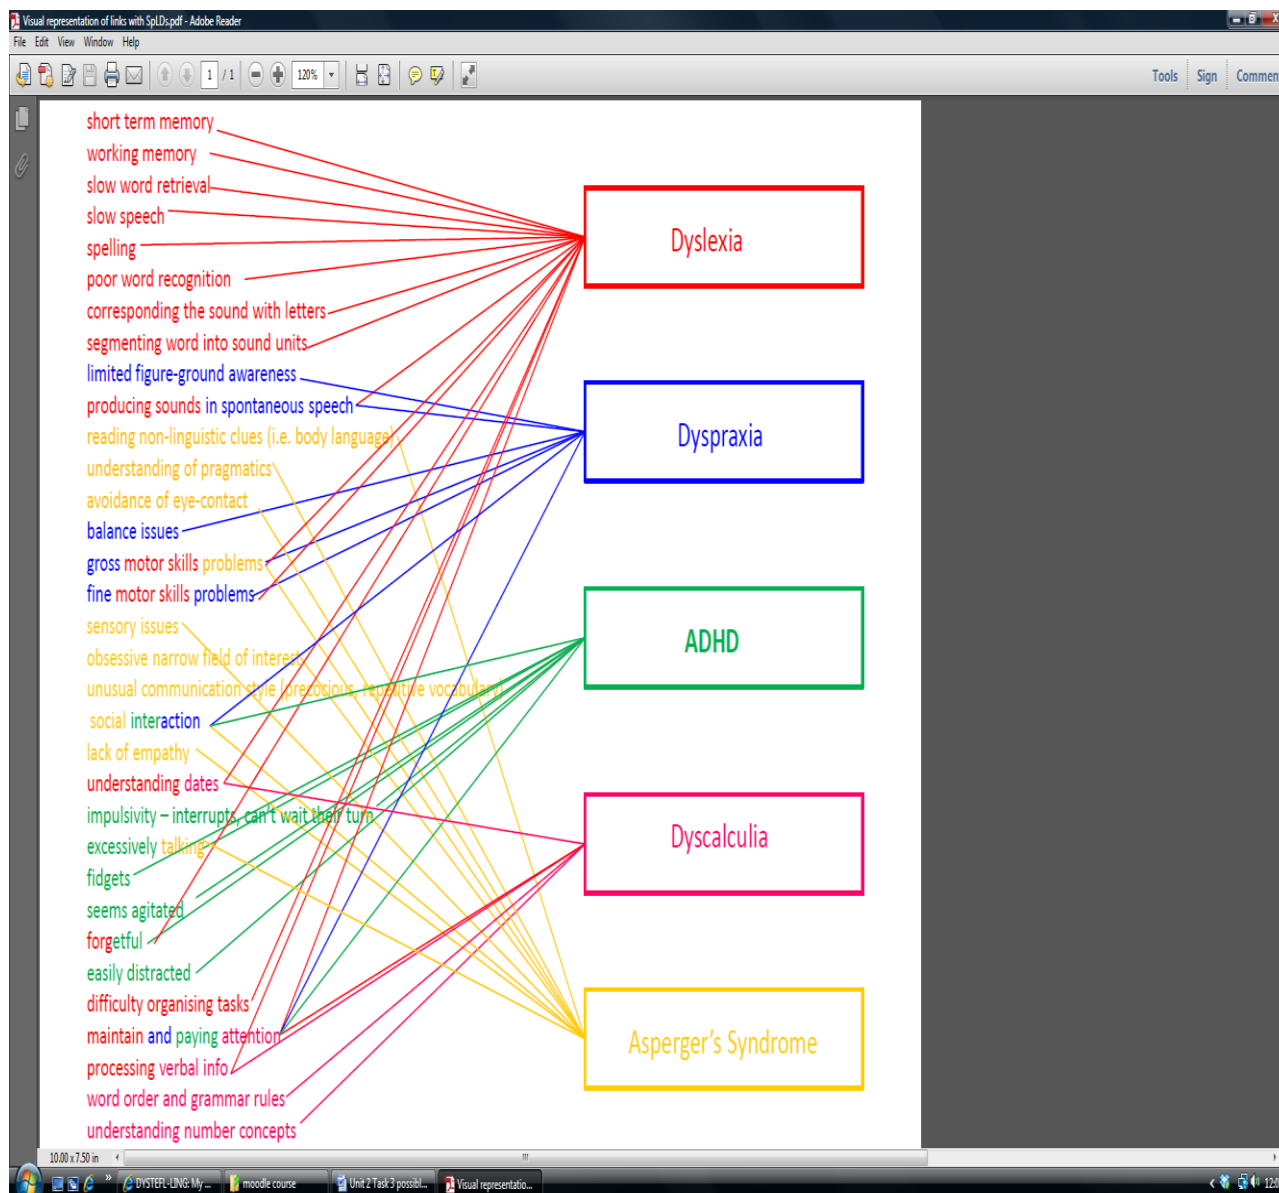 Visual representation of links with SpLDs.pdf - Adobe Reader
File Edit View Window Help
1 / 1 120% Tools Sign Commen
short term memory
working memory
slow word retrieval
slow speech
spelling
poor word recognition
corresponding the sound with letters
segmenting word into sound units
limited figure-ground awareness
producing sounds in spontaneous speech
reading non-linguistic clues (i.e. body language)
understanding of pragmatics
avoidance of eye-contact
balance issues
gross motor skills problems
fine motor skills problems
sensory issues
obsessive narrow field of interest
unusual communication style (precosious, repetitive vocabulary)
social interaction
lack of empathy
understanding dates
impulsivity – interrupts, can't wait their turn
excessively talking
fidgets
seems agitated
forgetful
easily distracted
difficulty organising tasks
maintain and paying attention
processing verbal info
word order and grammar rules
understanding number concepts
Dyslexia
Dyspraxia
ADHD
Dyscalculia
Asperger's Syndrome
10.00 x 7.50 in
DYSTEFL-LING: My ... moodle course Unit 2 Task 3 possibl... Visual representatio...